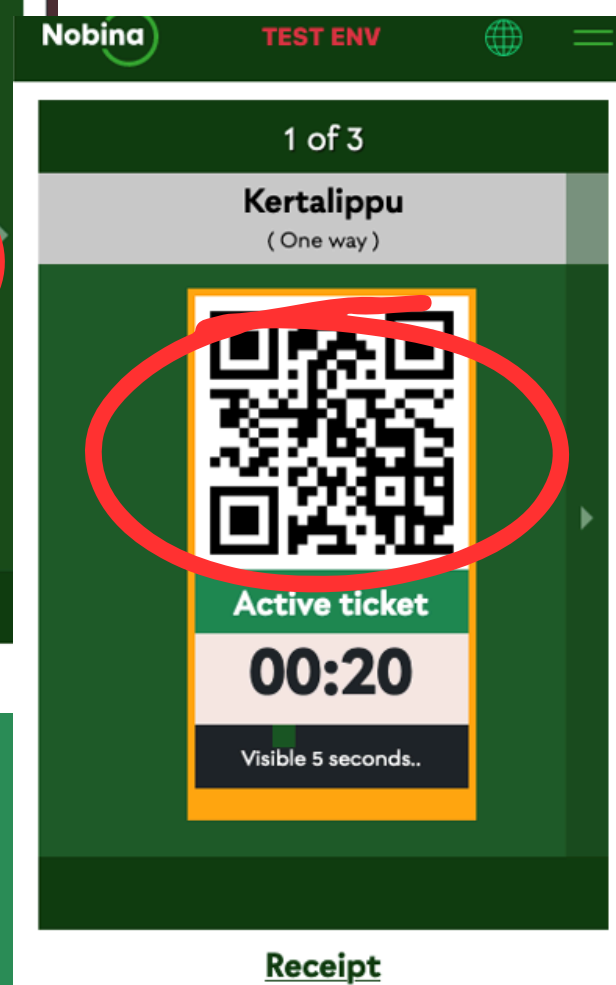 Nobina TEST ENV
1 of 3
Kertalippu
( One way )
Active ticket
00:20
Visible 5 seconds..
Receipt